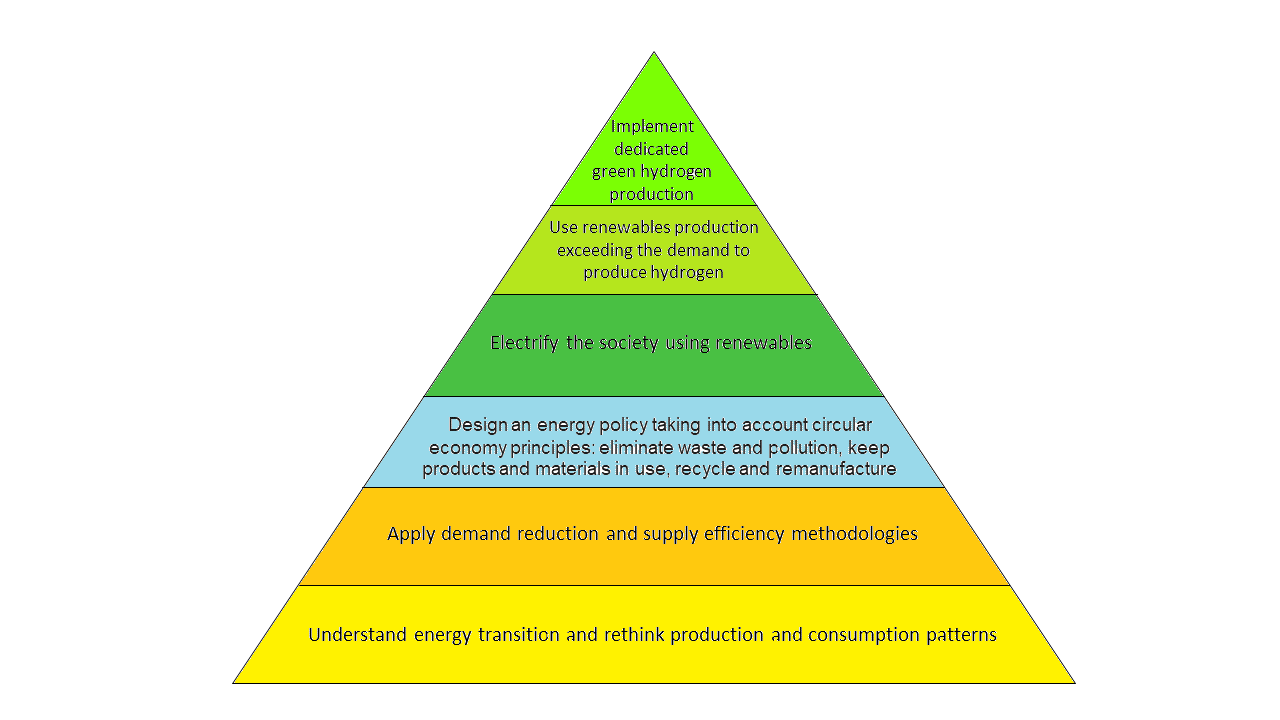 Implement
dedicated
green hydrogen
production
Use renewables production
exceeding the demand to
produce hydrogen
Electrify the society using renewables
Design an energy policy taking into account circular
economy principles: eliminate waste and pollution, keep
products and materials in use, recycle and remanufacture
Apply demand reduction and supply efficiency methodologies
Understand energy transition and rethink production and consumption patterns